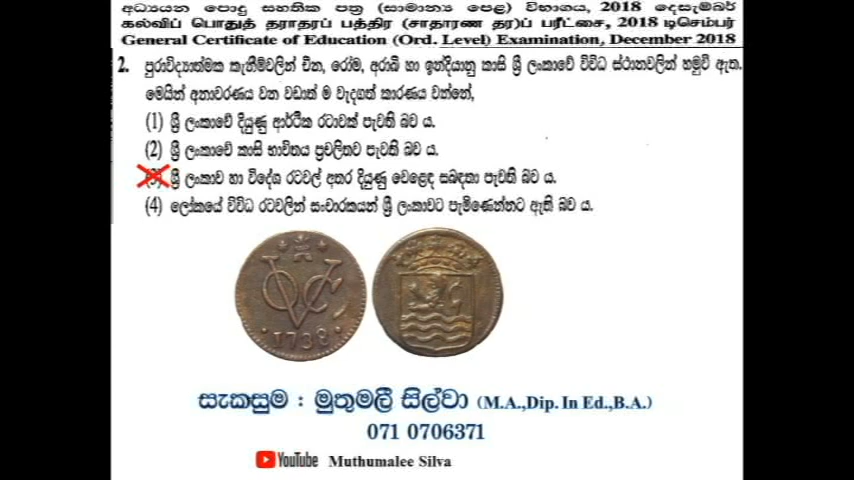 අධ්‍යයන පොදු සහතික පත්‍ර (සාමාන්‍ය පෙළ) විභාගය, 2018 දෙසැම්බර්
கல்விப் பொதுத் தராதரப் பத்திர (சாதாரண தர)ப் பரீட்சை, 2018 டிசெம்பர்
General Certificate of Education (Ord. Level) Examination, December 2018
2. පුරාවිද්‍යාත්මක කැනීම්වලින් චීන, රෝම, අරාබි හා ඉන්දියානු කාසි ශ්‍රී ලංකාවේ විවිධ ස්ථානවලින් හමුවී ඇත.
මෙයින් අනාවරණය වන වඩාත් ම වැදගත් කාරණය වන්නේ,
(1) ශ්‍රී ලංකාවේ දියුණු ආර්ථික රටාවක් පැවති බව ය.
(2) ශ්‍රී ලංකාවේ කාසි භාවිතය ප්‍රචලිතව පැවති බව ය.
(3) ශ්‍රී ලංකාව හා විදේශ රටවල් අතර දියුණු වෙළෙඳ සබඳතා පැවති බව ය.
(4) ලෝකයේ විවිධ රටවලින් සංචාරකයන් ශ්‍රී ලංකාවට පැමිණෙන්නට ඇති බව ය.
VOC
1738
සැකසුම : මුතුමලී සිල්වා (M.A.,Dip. In Ed.,B.A.)
071 0706371
YouTube Muthumalee Silva